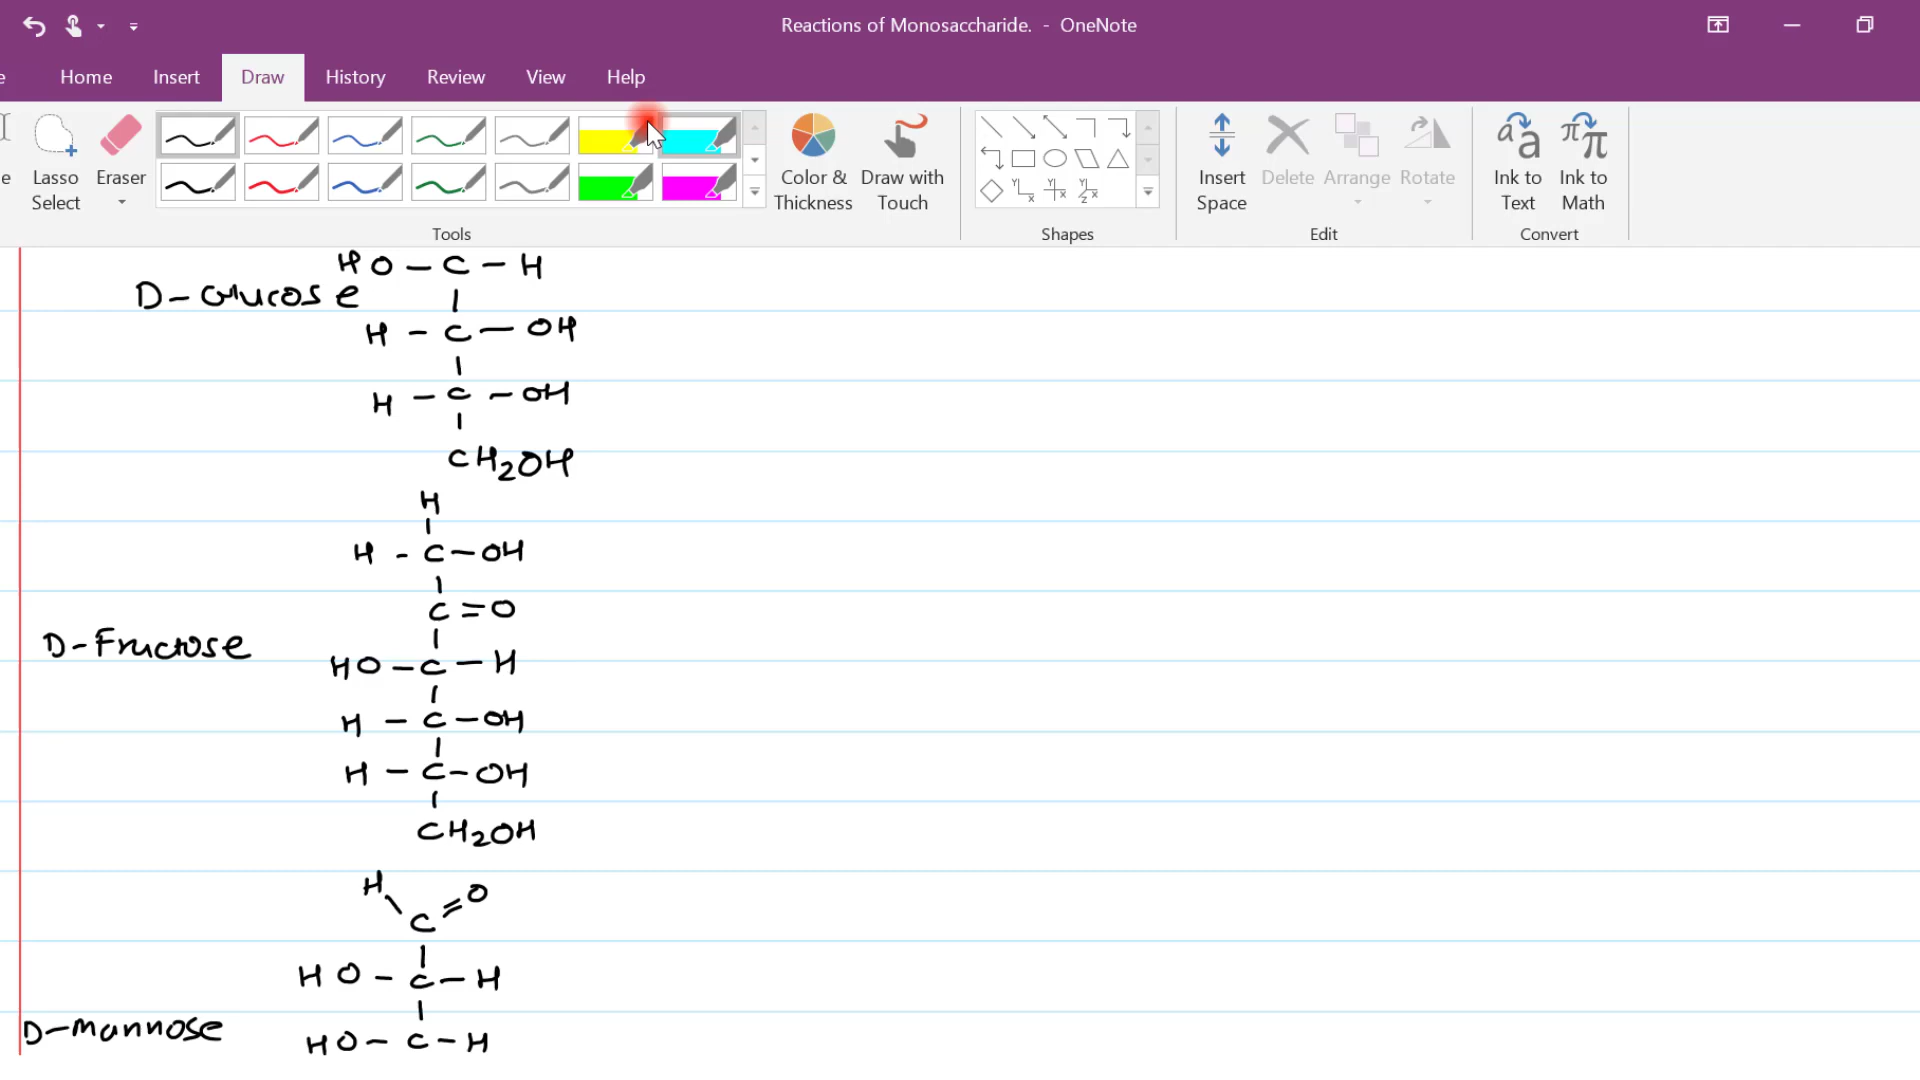 Reactions of Monosaccharide. - OneNote
e Home Insert Draw History Review View Help
e Lasso Select Eraser Color & Thickness Draw with Touch Insert Space Delete Arrange Rotate Ink to Text Ink to Math
Tools Shapes Edit Convert
HO - C - H
D-Glucose
H - C - OH
H - C - OH
CH2OH
H
H - C - OH
C = O
D-Fructose
HO - C - H
H - C - OH
H - C - OH
CH2OH
H
O
C
HO - C - H
D-mannose
HO - C - H